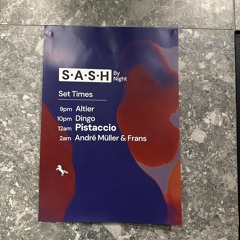 S·A·S·H By
Night
Set Times
9pm Altier
10pm Dingo
12am Pistaccio
2am André Müller & Frans